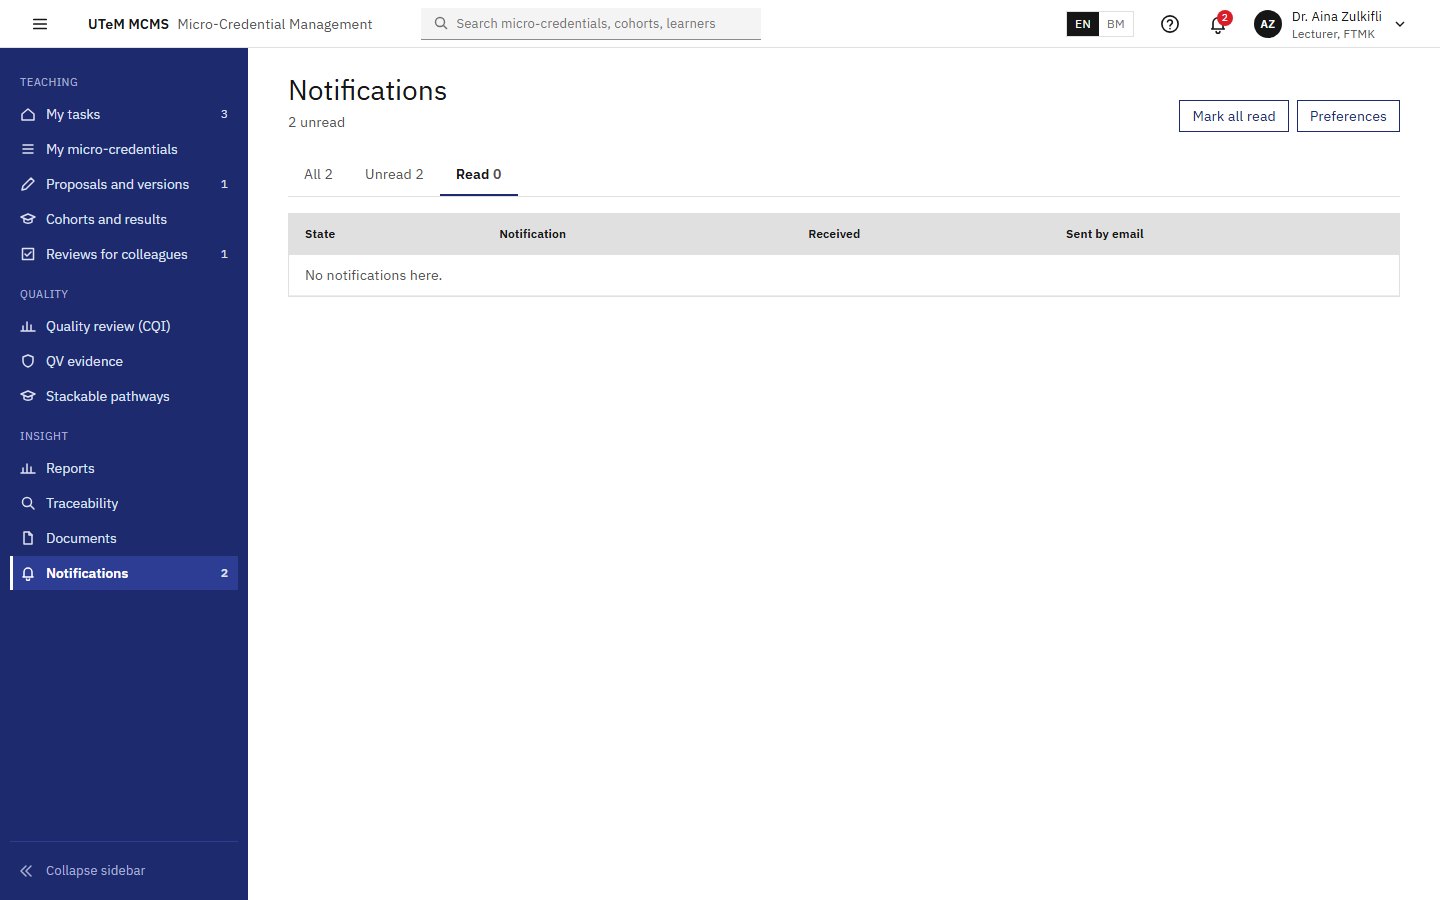 UTeM MCMS Micro-Credential Management
Search micro-credentials, cohorts, learners
EN BM
2
AZ
Dr. Aina Zulkifli
Lecturer, FTMK
TEACHING
My tasks 3
My micro-credentials
Proposals and versions 1
Cohorts and results
Reviews for colleagues 1
QUALITY
Quality review (CQI)
QV evidence
Stackable pathways
INSIGHT
Reports
Traceability
Documents
Notifications 2
Collapse sidebar
Notifications
2 unread
Mark all read Preferences
All 2 Unread 2 Read 0
State Notification Received Sent by email
No notifications here.